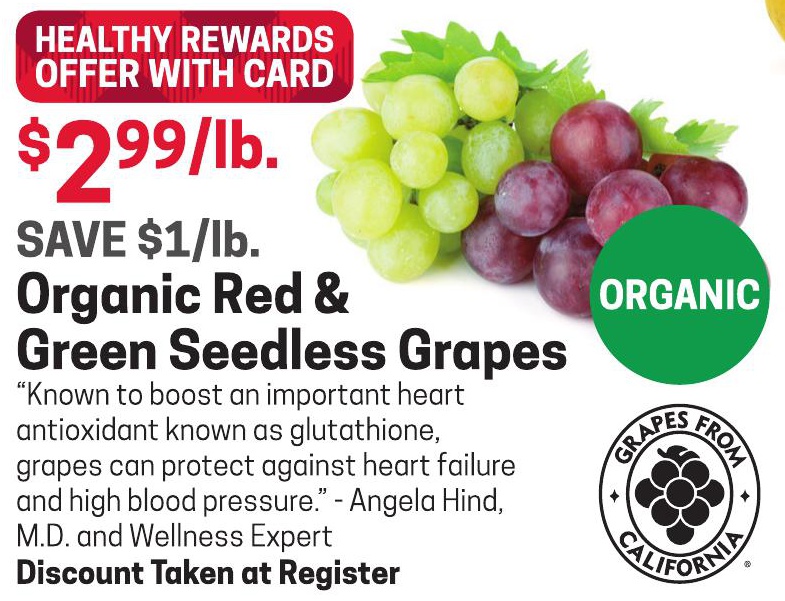 HEALTHY REWARDS
OFFER WITH CARD
$2.99/lb.
SAVE $1/lb.
Organic Red &
Green Seedless Grapes
ORGANIC
“Known to boost an important heart
antioxidant known as glutathione,
grapes can protect against heart failure
and high blood pressure.” - Angela Hind,
M.D. and Wellness Expert
Discount Taken at Register
GRAPES FROM
CALIFORNIA
®